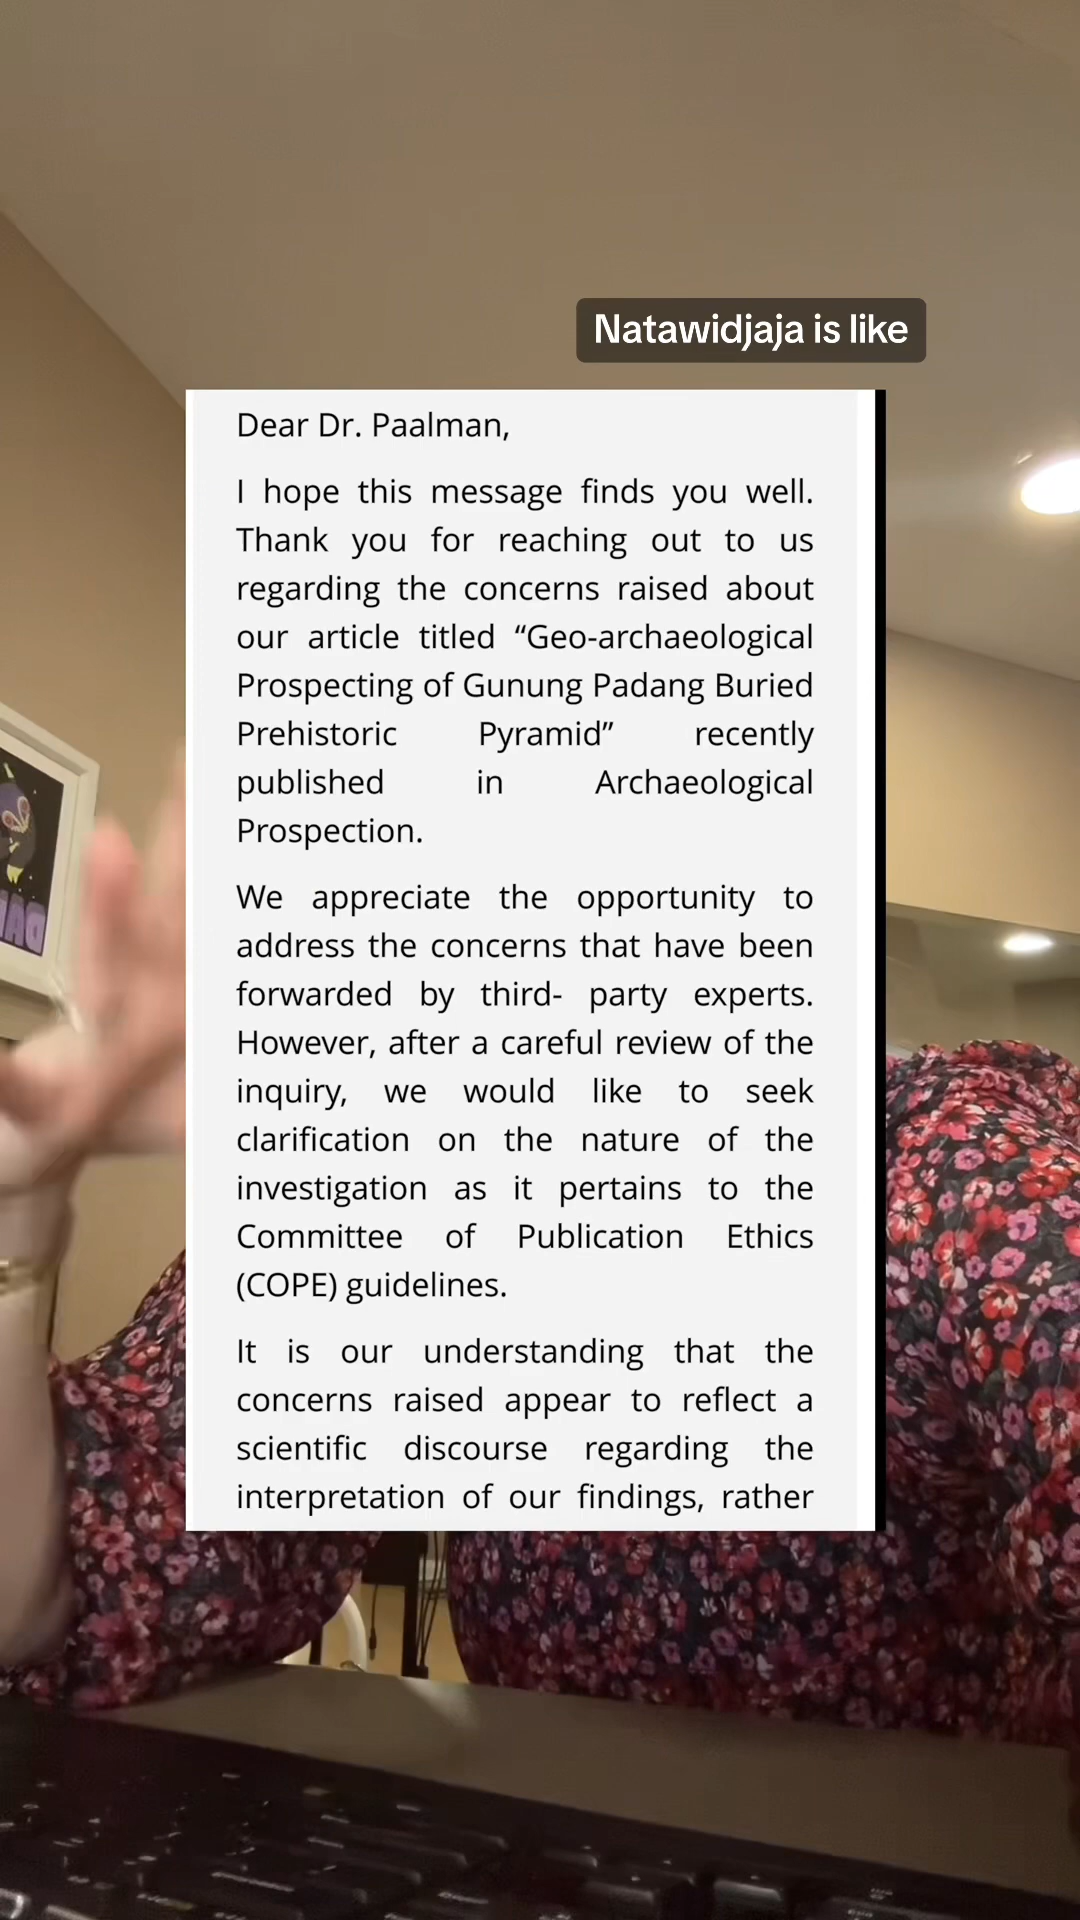 Natawidjaja is like
Dear Dr. Paalman,
I hope this message finds you well.
Thank you for reaching out to us
regarding the concerns raised about
our article titled “Geo-archaeological
Prospecting of Gunung Padang Buried
Prehistoric Pyramid” recently
published in Archaeological
Prospection.
We appreciate the opportunity to
address the concerns that have been
forwarded by third- party experts.
However, after a careful review of the
inquiry, we would like to seek
clarification on the nature of the
investigation as it pertains to the
Committee of Publication Ethics
(COPE) guidelines.
It is our understanding that the
concerns raised appear to reflect a
scientific discourse regarding the
interpretation of our findings, rather